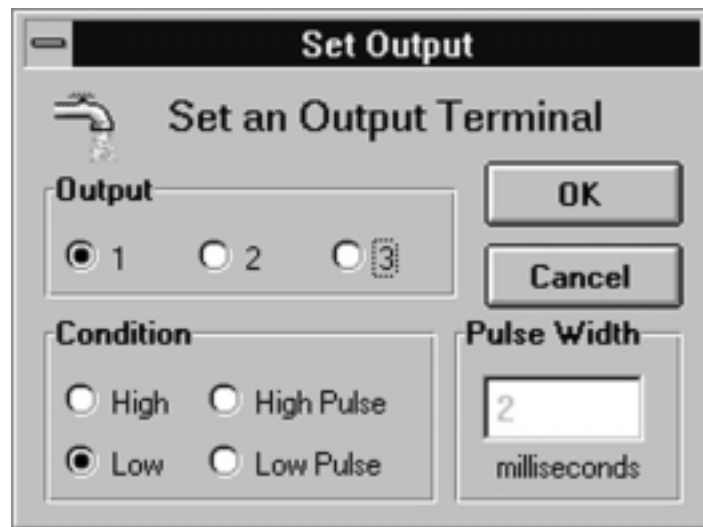 Set Output
Set an Output Terminal
Output
1 2 3
OK
Cancel
Condition
High High Pulse
Low Low Pulse
Pulse Width
2
milliseconds